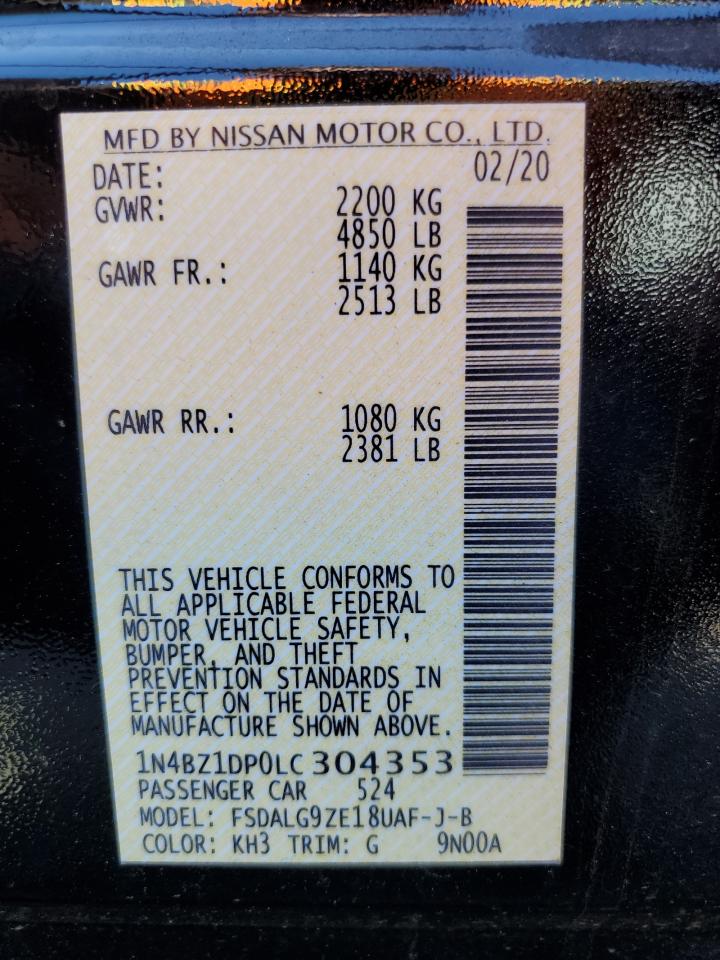 MFD BY NISSAN MOTOR CO., LTD.
DATE: 02/20
GVWR: 2200 KG
4850 LB
GAWR FR.: 1140 KG
2513 LB
GAWR RR.: 1080 KG
2381 LB
THIS VEHICLE CONFORMS TO
ALL APPLICABLE FEDERAL
MOTOR VEHICLE SAFETY,
BUMPER, AND THEFT
PREVENTION STANDARDS IN
EFFECT ON THE DATE OF
MANUFACTURE SHOWN ABOVE.
1N4BZ1DP0LC304353
PASSENGER CAR 524
MODEL: FSDALG9ZE18UAF-J-B
COLOR: KH3 TRIM: G 9N00A